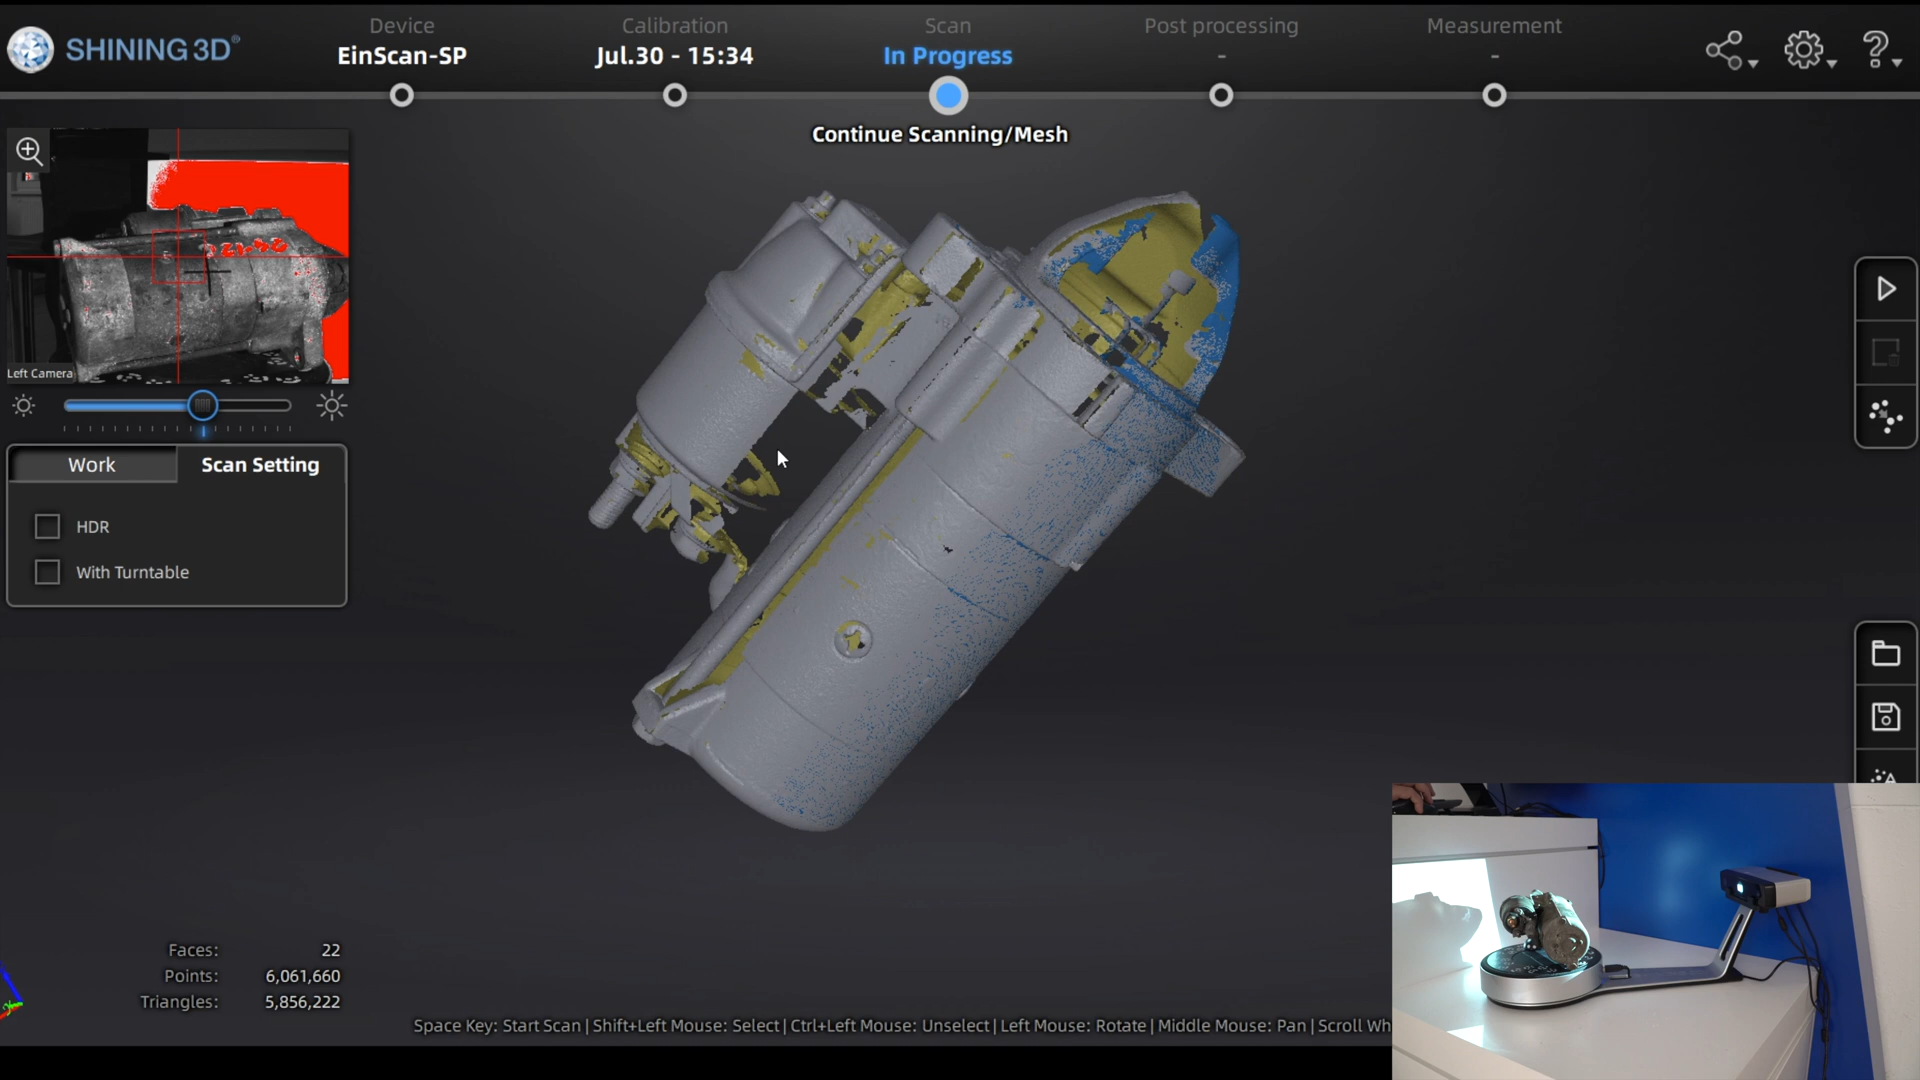 SHINING 3D®
Device
EinScan-SP
Calibration
Jul.30 - 15:34
Scan
In Progress
Post processing
-
Measurement
-
Continue Scanning/Mesh
Left Camera
Work
Scan Setting
HDR
With Turntable
Faces: 22
Points: 6,061,660
Triangles: 5,856,222
Space Key: Start Scan | Shift+Left Mouse: Select | Ctrl+Left Mouse: Unselect | Left Mouse: Rotate | Middle Mouse: Pan | Scroll Wh